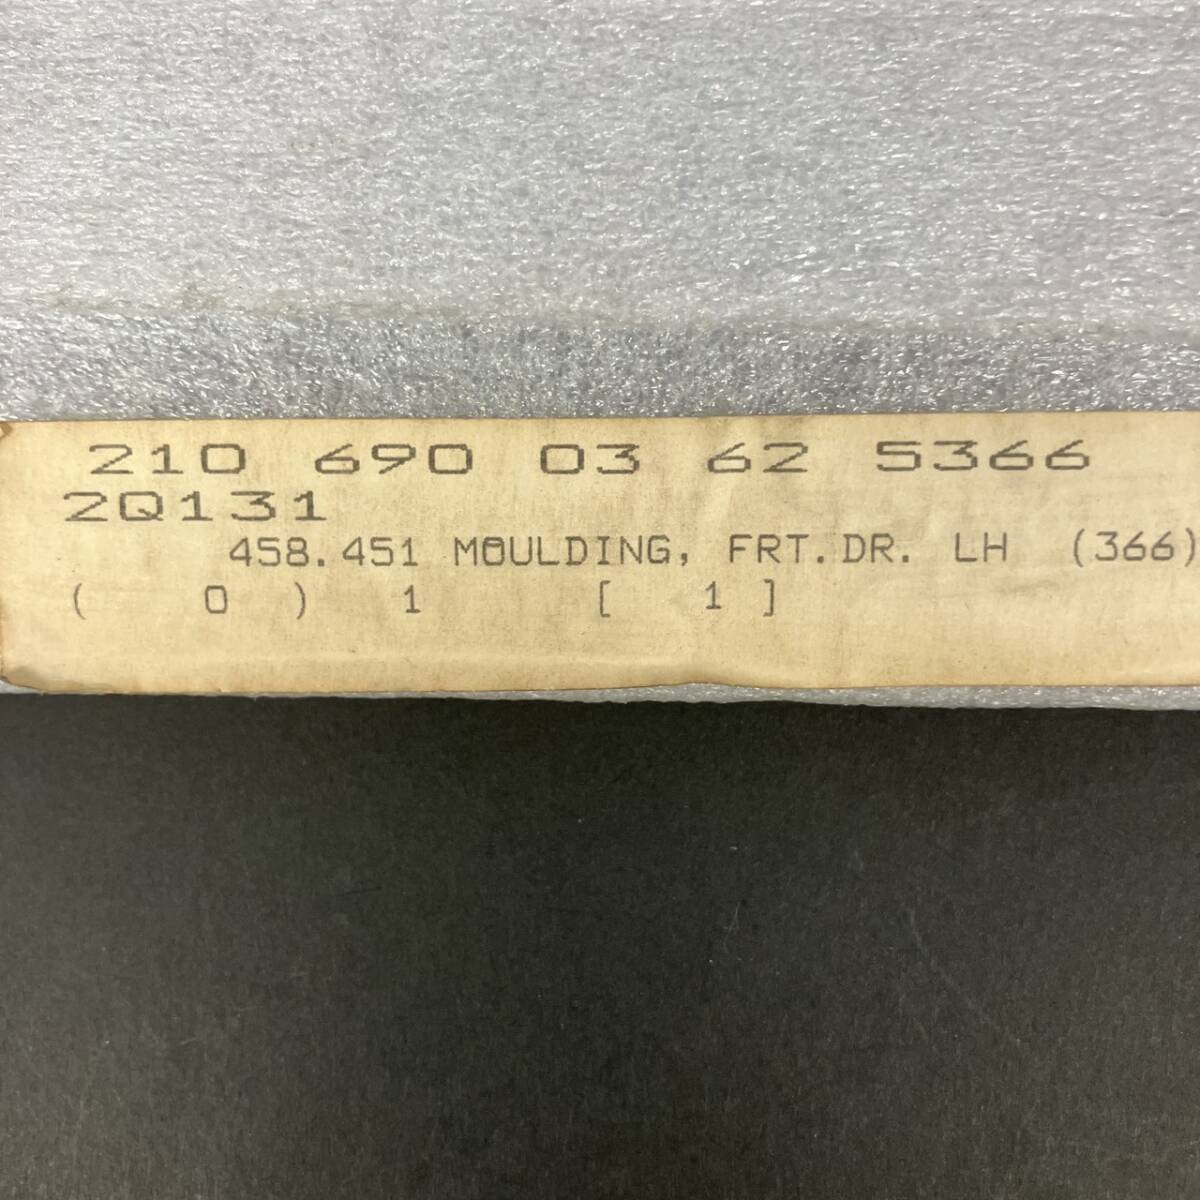 210 690 03 62 5366
2Q131
458.451 MOULDING, FRT.DR. LH (366)
( 0 ) 1 [ 1 ]